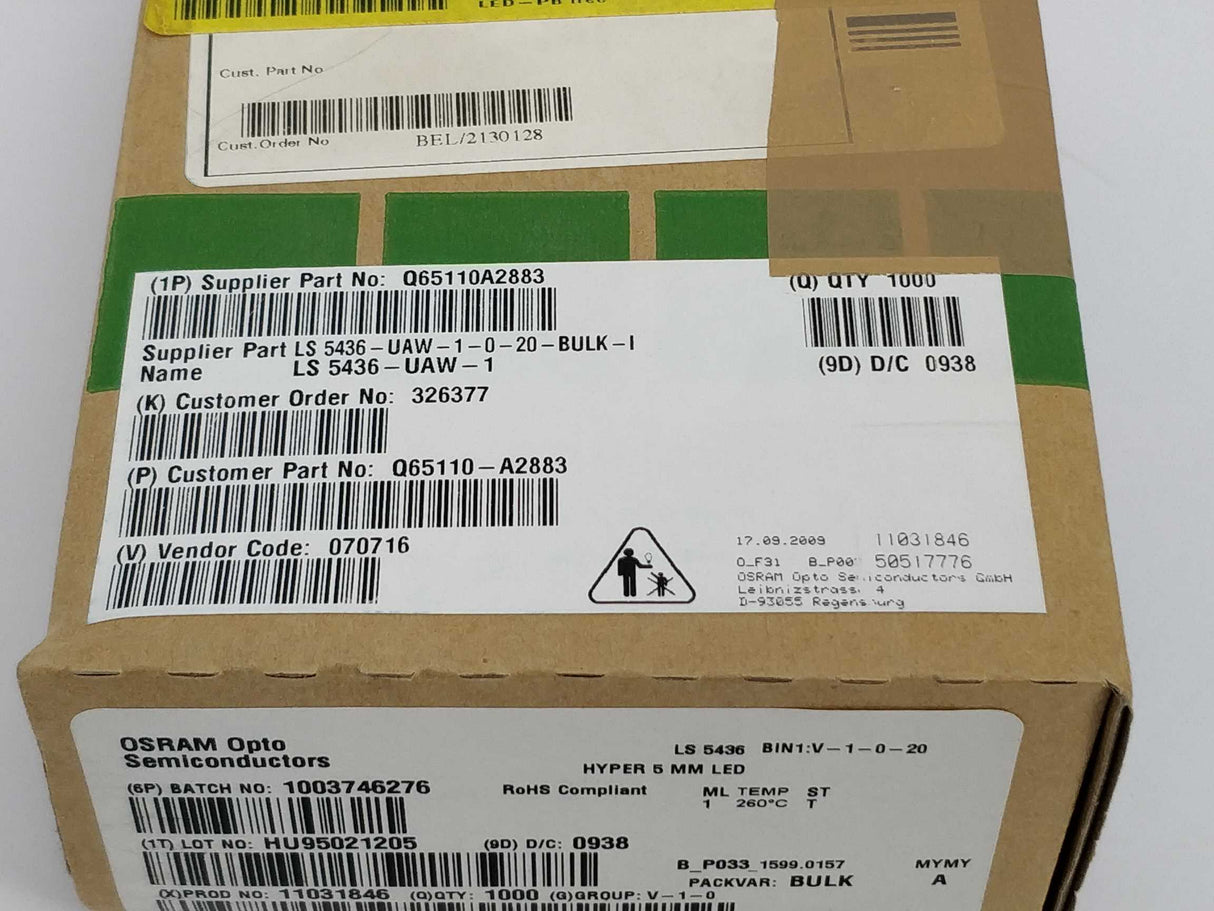 LED-PB free
Cust. Part No
Cust.Order No BEL/2130128
(1P) Supplier Part No: Q65110A2883
(Q) QTY 1000
Supplier Part LS 5436-UAW-1-0-20-BULK-I
Name LS 5436-UAW-1
(9D) D/C 0938
(K) Customer Order No: 326377
(P) Customer Part No: Q65110-A2883
(V) Vendor Code: 070716
17.09.2009 11031846
O_F31 50517776
OSRAM Opto GmbH
4
D-93055
OSRAM Opto
Semiconductors
LS 5436 BIN1:V-1-0-20
HYPER 5 MM LED
(6P) BATCH NO: 1003746276
RoHS Compliant ML TEMP ST
1 260°C T
(1T) LOT NO: HU95021205 (9D) D/C: 0938
B_P033_1599.0157 MYMY
PACKVAR: BULK A
(X)PROD NO: 11031846 (Q)QTY: 1000 (G)GROUP: V-1-0